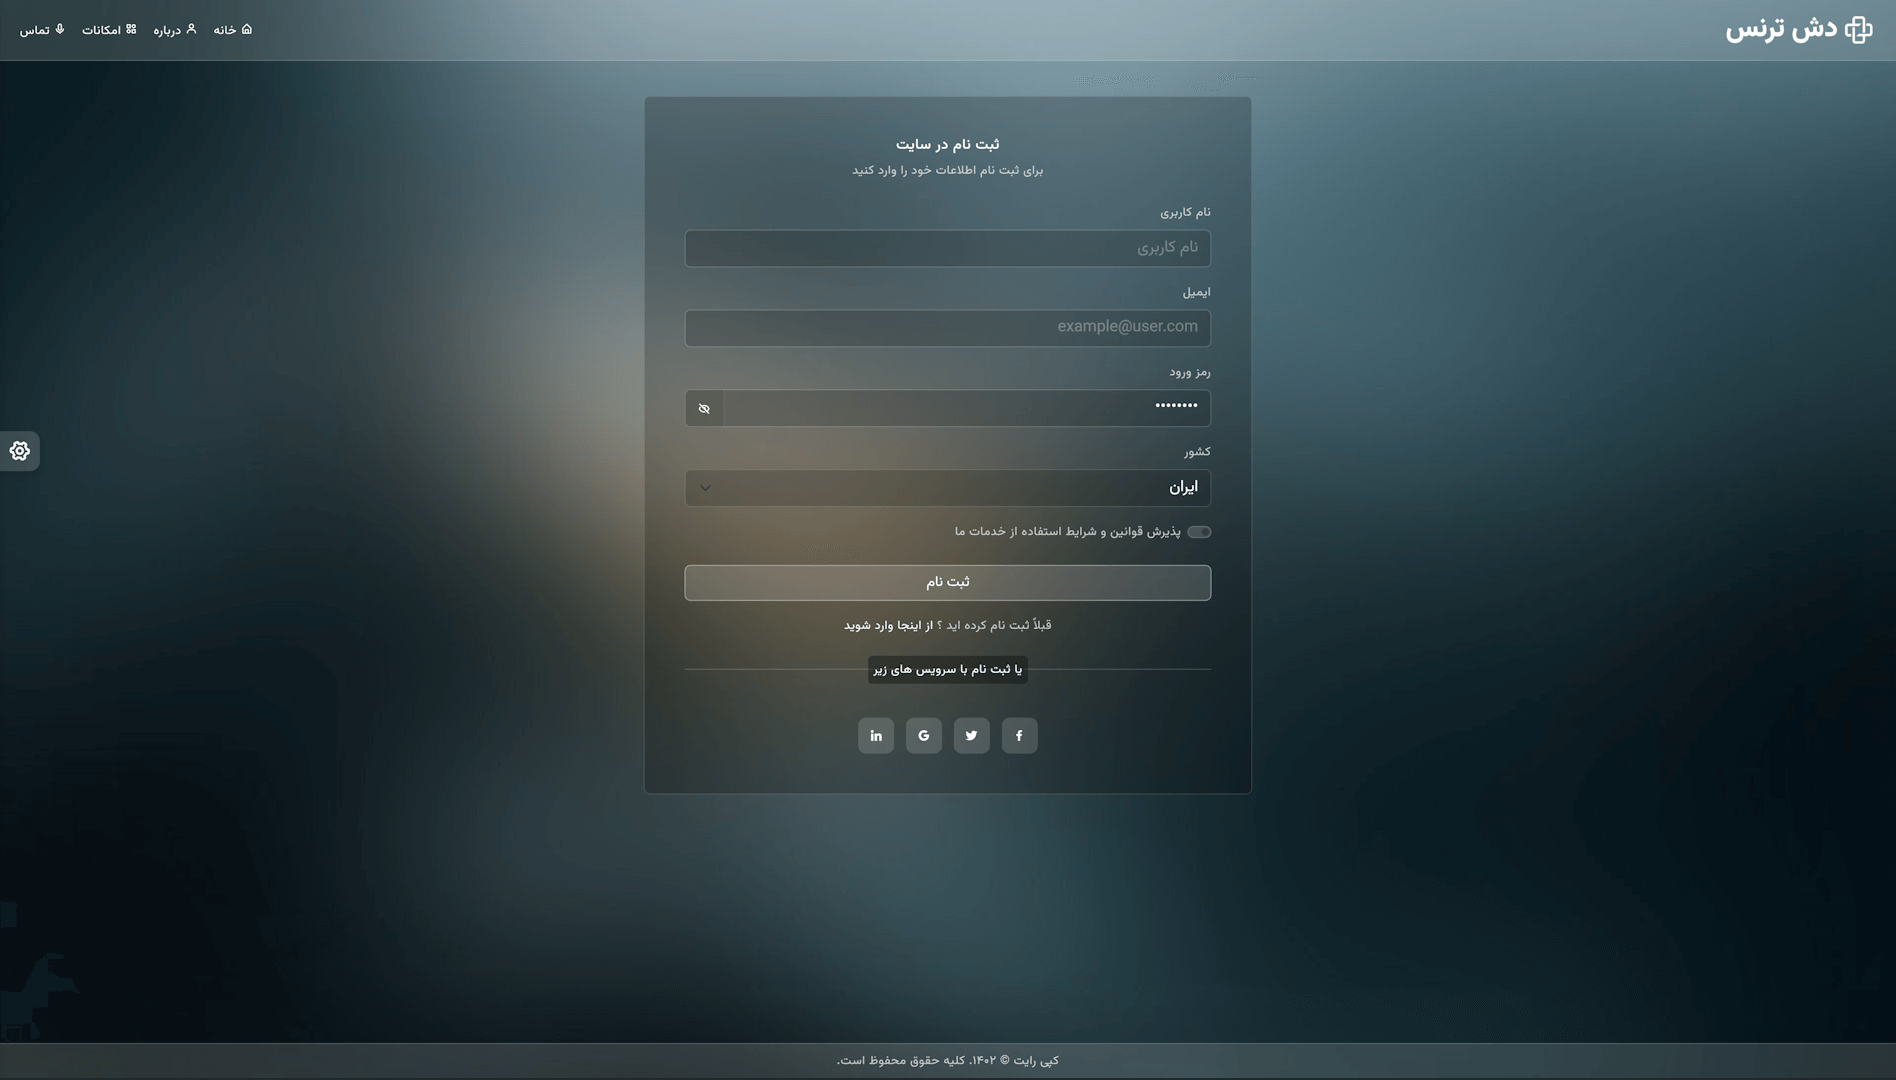 دش ترنس
خانه درباره امکانات تماس
ثبت نام در سایت
برای ثبت نام اطلاعات خود را وارد کنید
نام کاربری
نام کاربری
ایمیل
example@user.com
رمز ورود
••••••••
کشور
ایران
پذیرش قوانین و شرایط استفاده از خدمات ما
ثبت نام
قبلاً ثبت نام کرده اید ؟ از اینجا وارد شوید
یا ثبت نام با سرویس های زیر
کپی رایت © ۱۴۰۲. کلیه حقوق محفوظ است.